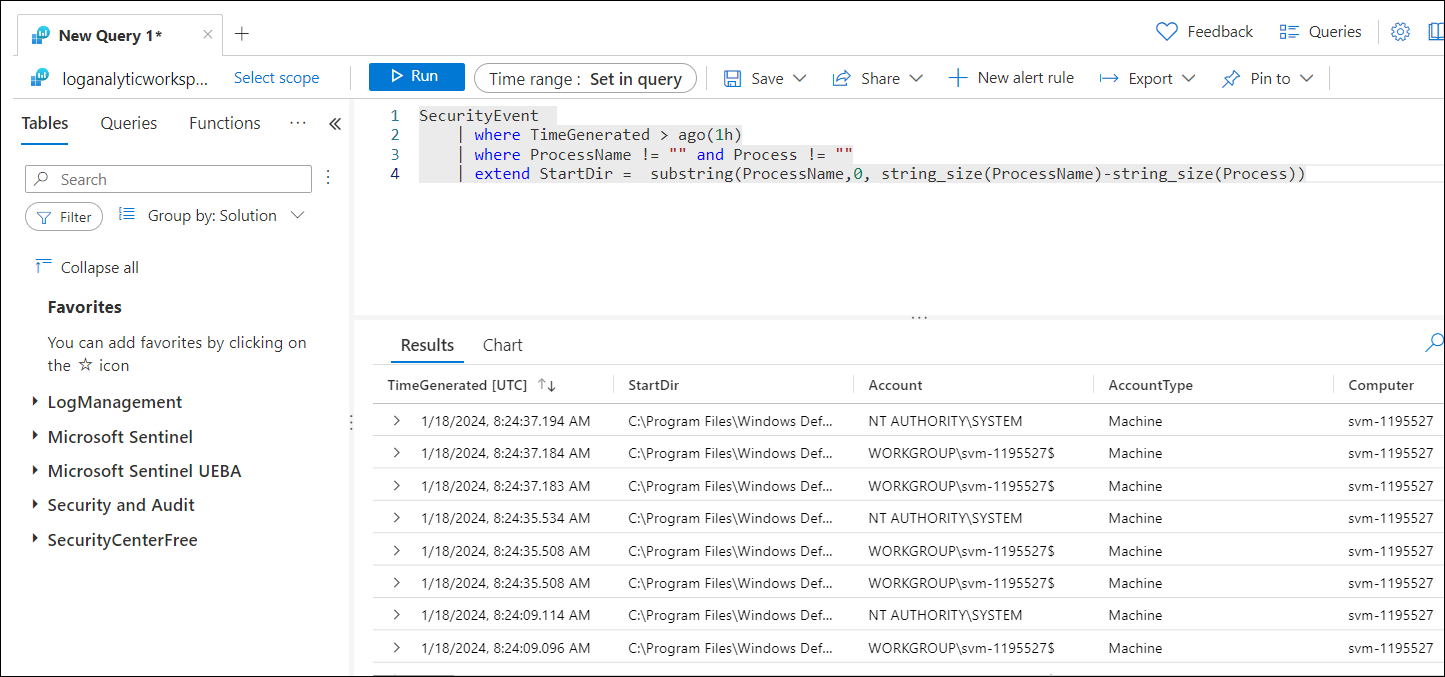 New Query 1*
Feedback
Queries
loganalyticworksp...
Select scope
Run
Time range : Set in query
Save
Share
New alert rule
Export
Pin to
Tables
Queries
Functions
Search
Filter
Group by: Solution
Collapse all
Favorites
You can add favorites by clicking on
the ☆ icon
LogManagement
Microsoft Sentinel
Microsoft Sentinel UEBA
Security and Audit
SecurityCenterFree
1 SecurityEvent
2 | where TimeGenerated > ago(1h)
3 | where ProcessName != "" and Process != ""
4 | extend StartDir =  substring(ProcessName,0, string_size(ProcessName)-string_size(Process))
Results
Chart
TimeGenerated [UTC] StartDir Account AccountType Computer
1/18/2024, 8:24:37.194 AM C:\Program Files\Windows Def... NT AUTHORITY\SYSTEM Machine svm-1195527
1/18/2024, 8:24:37.184 AM C:\Program Files\Windows Def... WORKGROUP\svm-1195527$ Machine svm-1195527
1/18/2024, 8:24:37.183 AM C:\Program Files\Windows Def... WORKGROUP\svm-1195527$ Machine svm-1195527
1/18/2024, 8:24:35.534 AM C:\Program Files\Windows Def... NT AUTHORITY\SYSTEM Machine svm-1195527
1/18/2024, 8:24:35.508 AM C:\Program Files\Windows Def... WORKGROUP\svm-1195527$ Machine svm-1195527
1/18/2024, 8:24:35.508 AM C:\Program Files\Windows Def... WORKGROUP\svm-1195527$ Machine svm-1195527
1/18/2024, 8:24:09.114 AM C:\Program Files\Windows Def... NT AUTHORITY\SYSTEM Machine svm-1195527
1/18/2024, 8:24:09.096 AM C:\Program Files\Windows Def... WORKGROUP\svm-1195527$ Machine svm-1195527